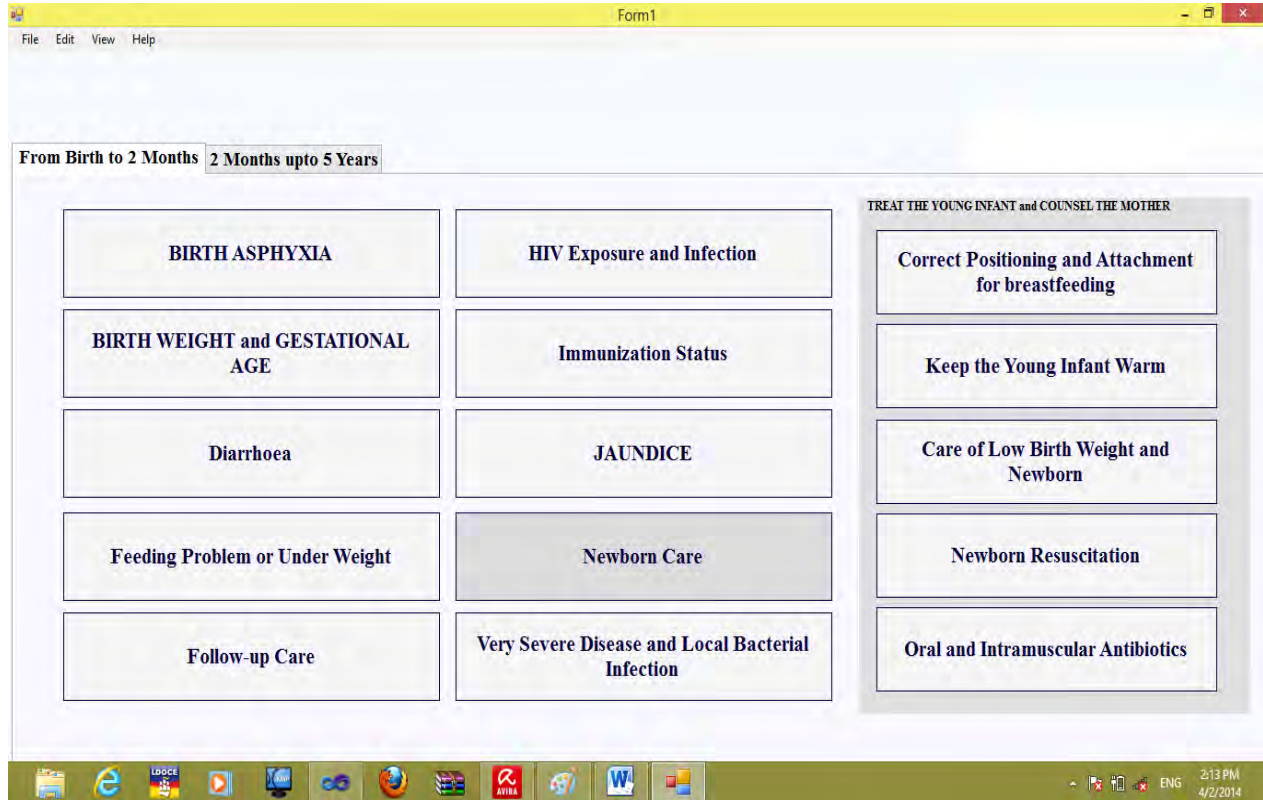 Form1
File Edit View Help
From Birth to 2 Months 2 Months upto 5 Years
BIRTH ASPHYXIA
HIV Exposure and Infection
BIRTH WEIGHT and GESTATIONAL
AGE
Immunization Status
Diarrhoea
JAUNDICE
Feeding Problem or Under Weight
Newborn Care
Follow-up Care
Very Severe Disease and Local Bacterial
Infection
TREAT THE YOUNG INFANT and COUNSEL THE MOTHER
Correct Positioning and Attachment
for breastfeeding
Keep the Young Infant Warm
Care of Low Birth Weight and
Newborn
Newborn Resuscitation
Oral and Intramuscular Antibiotics
LDOCE
AVIRA
W
ENG
2:13 PM
4/2/2014